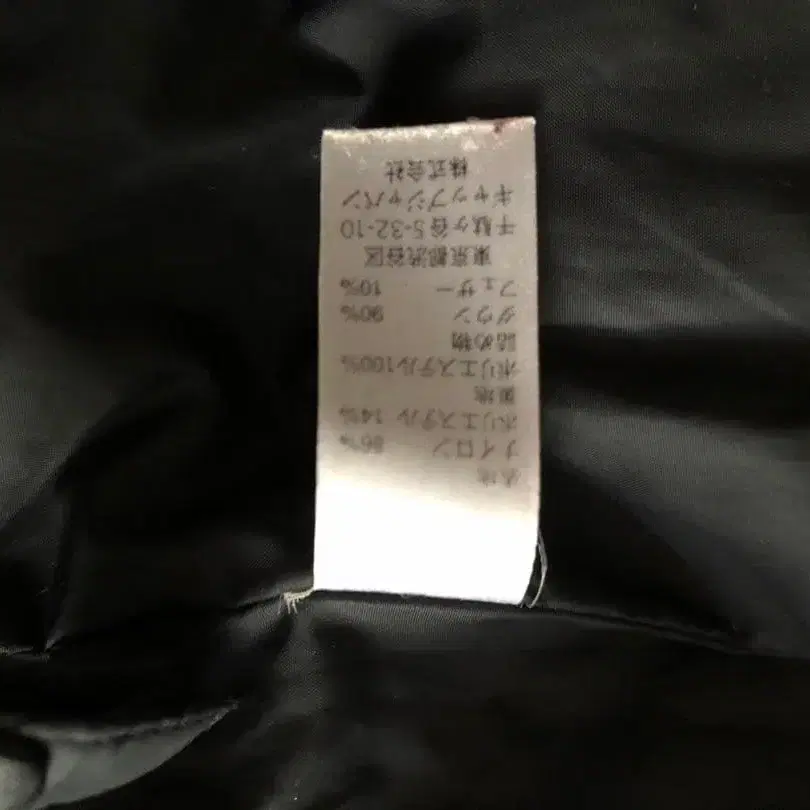 表地
ナイロン 86%
ポリエステル 14%
裏地
ポリエステル100%
詰め物
ダウン 90%
フェザー 10%
東京都渋谷区
千駄ヶ谷5-32-10
ギャップジャパン
株式会社